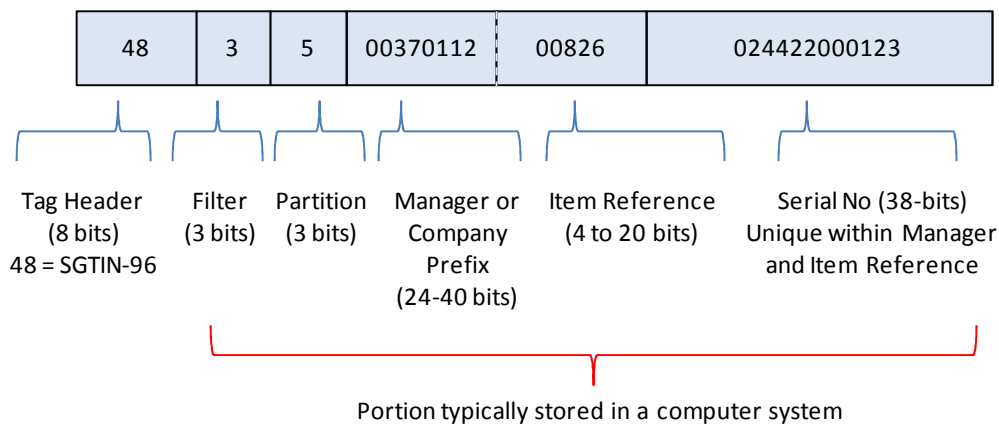 48 3 5 00370112 00826 024422000123
Tag Header
(8 bits)
48 = SGTIN-96
Filter
(3 bits)
Partition
(3 bits)
Manager or
Company
Prefix
(24-40 bits)
Item Reference
(4 to 20 bits)
Serial No (38-bits)
Unique within Manager
and Item Reference
Portion typically stored in a computer system